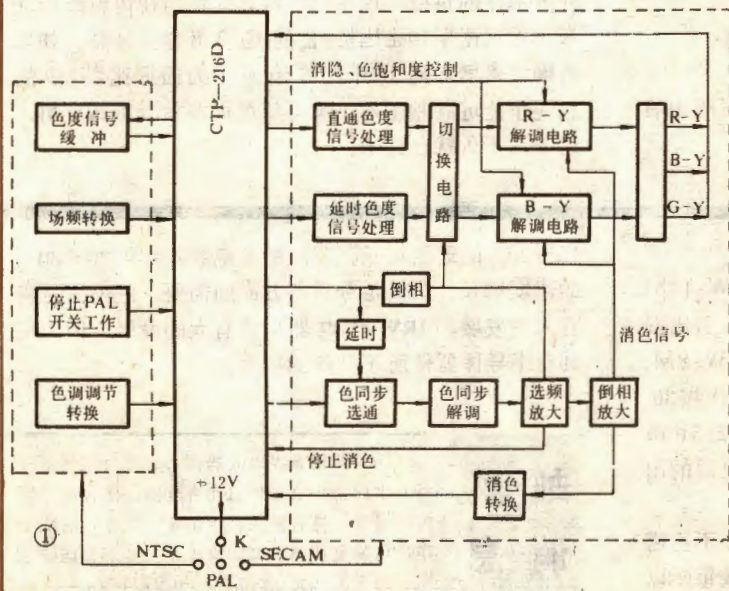 色度信号
缓冲
场频转换
停止PAL
开关工作
色调调节
转换
CTP-216D
消隐、色饱和度控制
直通色度
信号处理
延时色度
信号处理
切换电路
R-Y
解调电路
B-Y
解调电路
R-Y
B-Y
G-Y
倒相
延时
消色信号
色同步
选通
色同步
解调
选频
放大
倒相
放大
停止消色
消色
转换
+12V
K
①
NTSC
PAL
SECAM